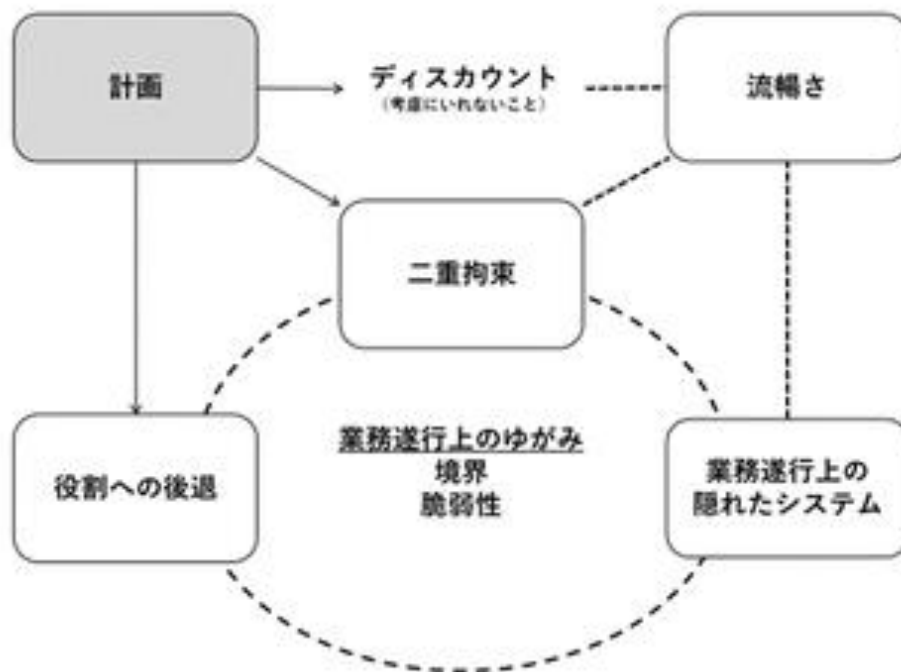 計画
ディスカウント
（考慮にいれないこと）
流暢さ
二重拘束
役割への後退
業務遂行上のゆがみ
境界
脆弱性
業務遂行上の
隠れたシステム